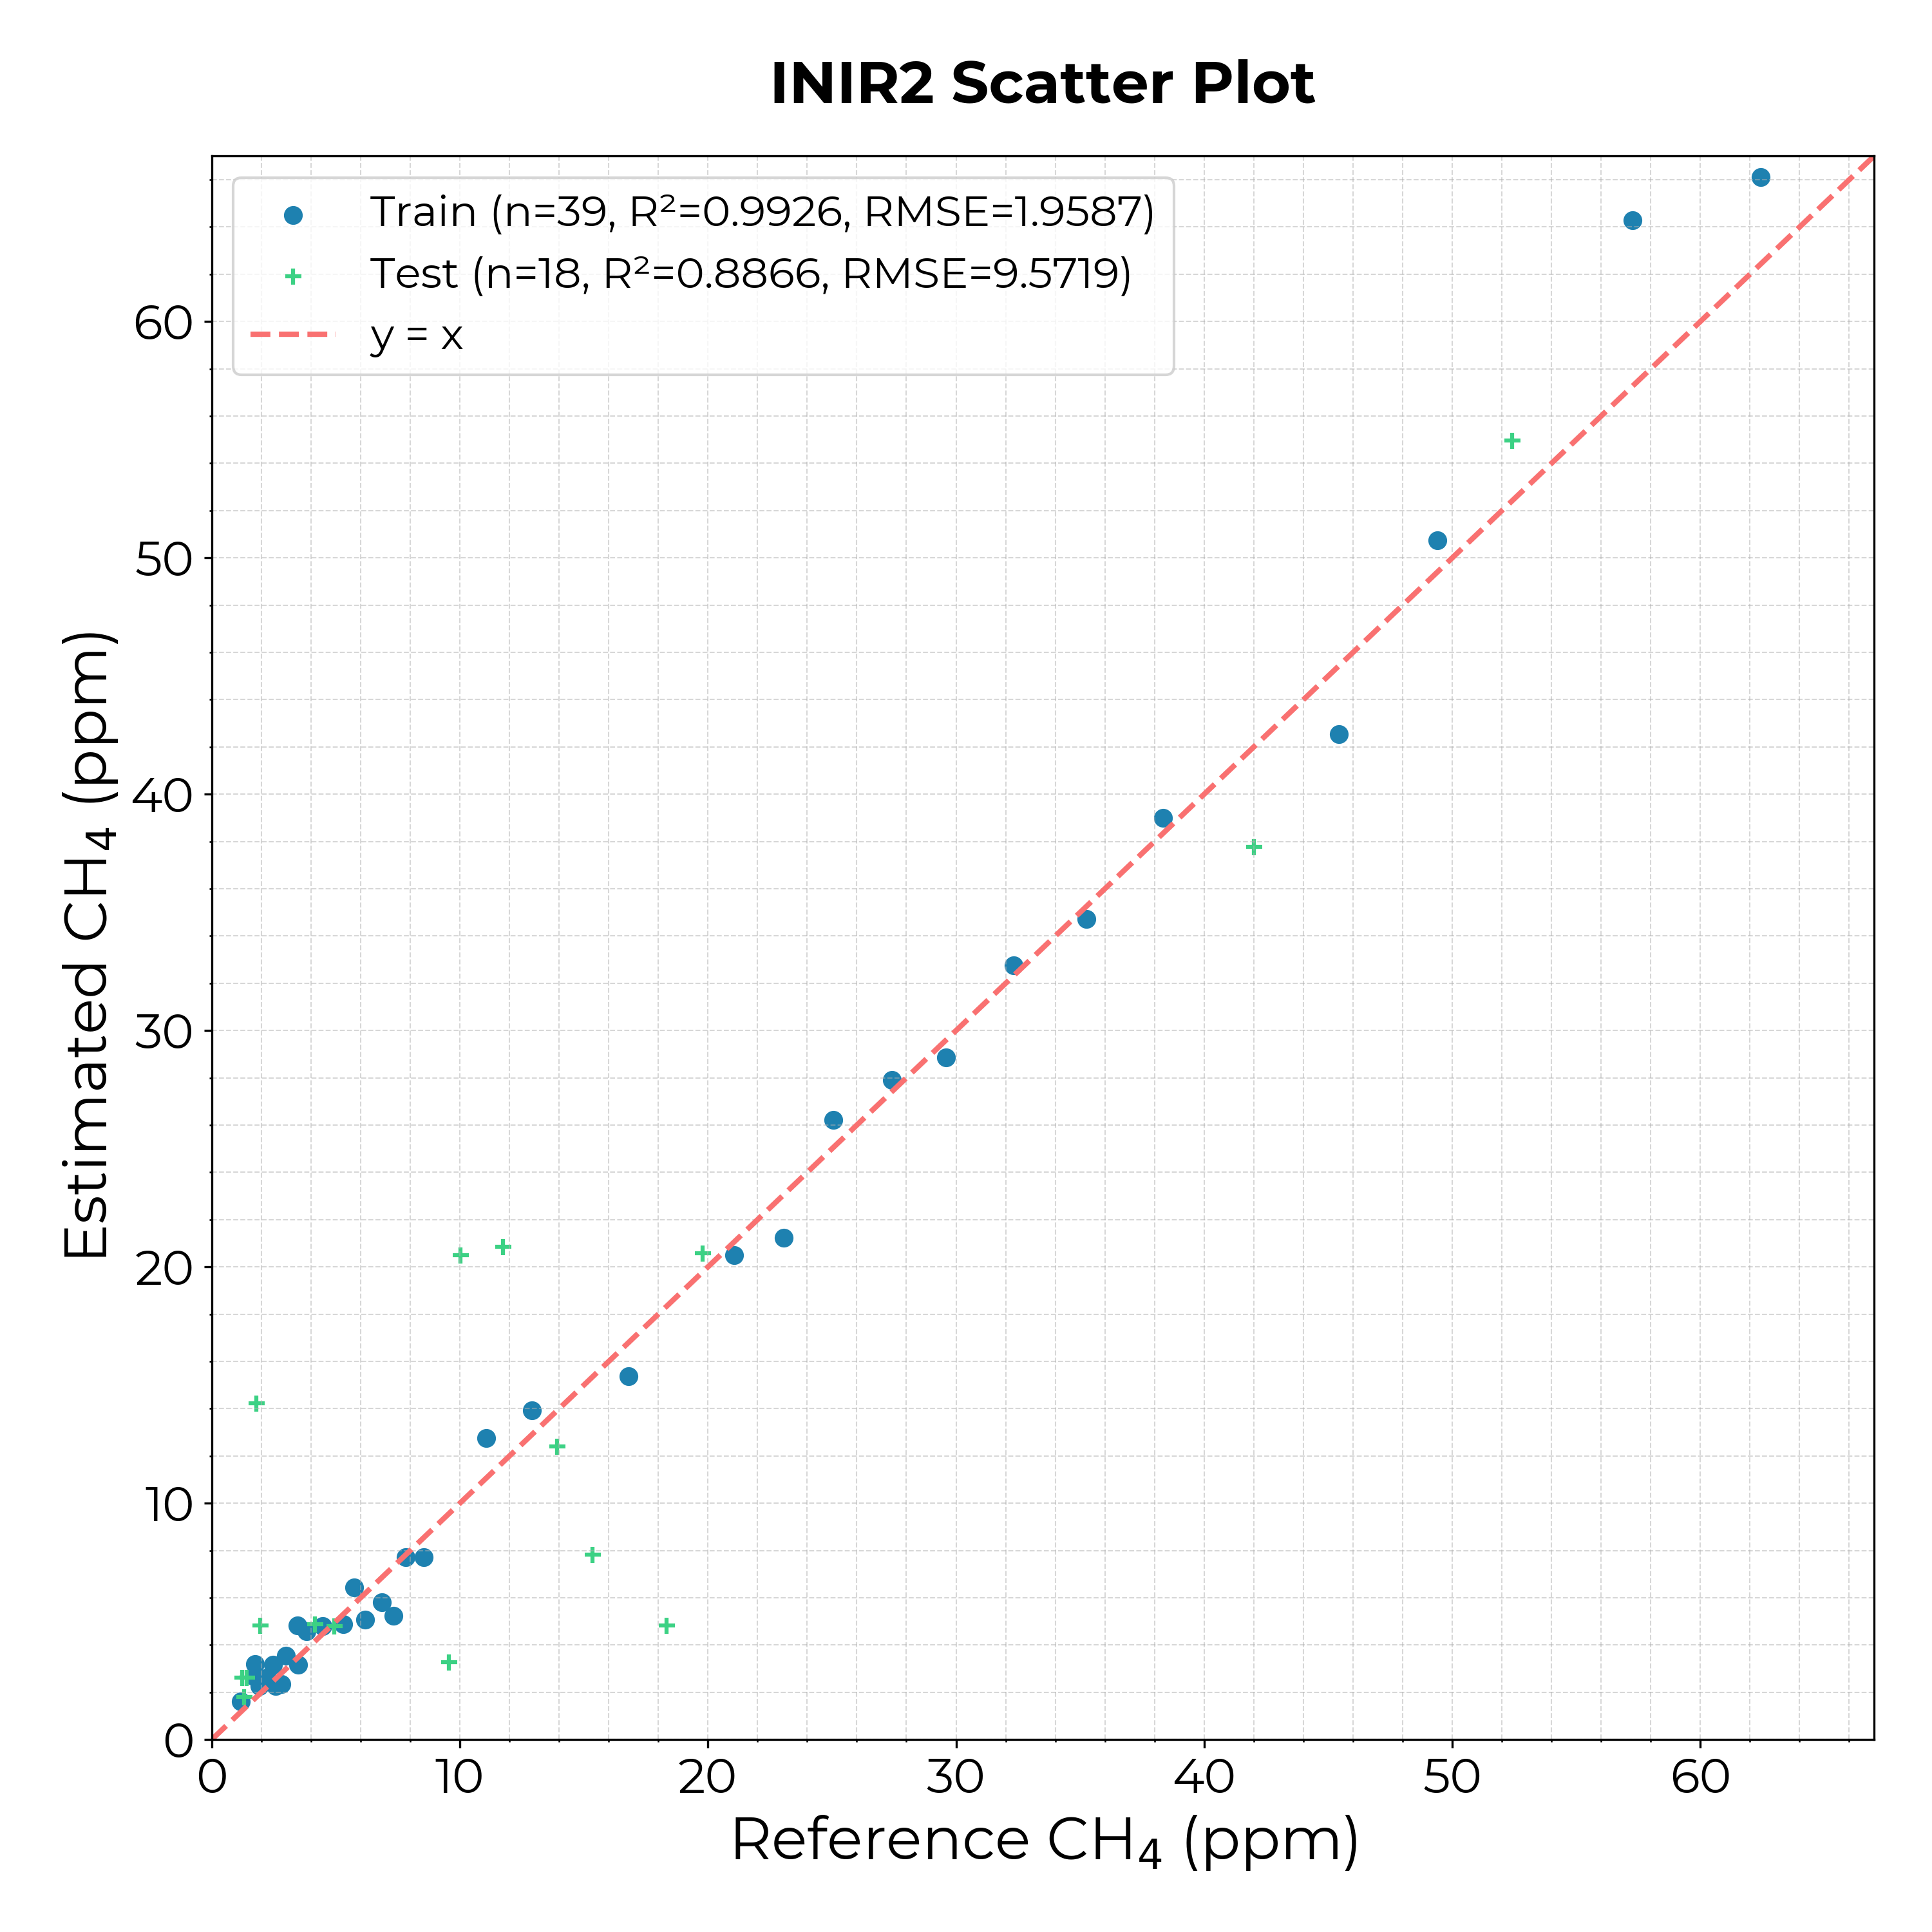 INIR2 Scatter Plot
Train (n=39, R²=0.9926, RMSE=1.9587)
Test (n=18, R²=0.8866, RMSE=9.5719)
y = x
Estimated CH₄ (ppm)
60
50
40
30
20
10
0
0 10 20 30 40 50 60
Reference CH₄ (ppm)